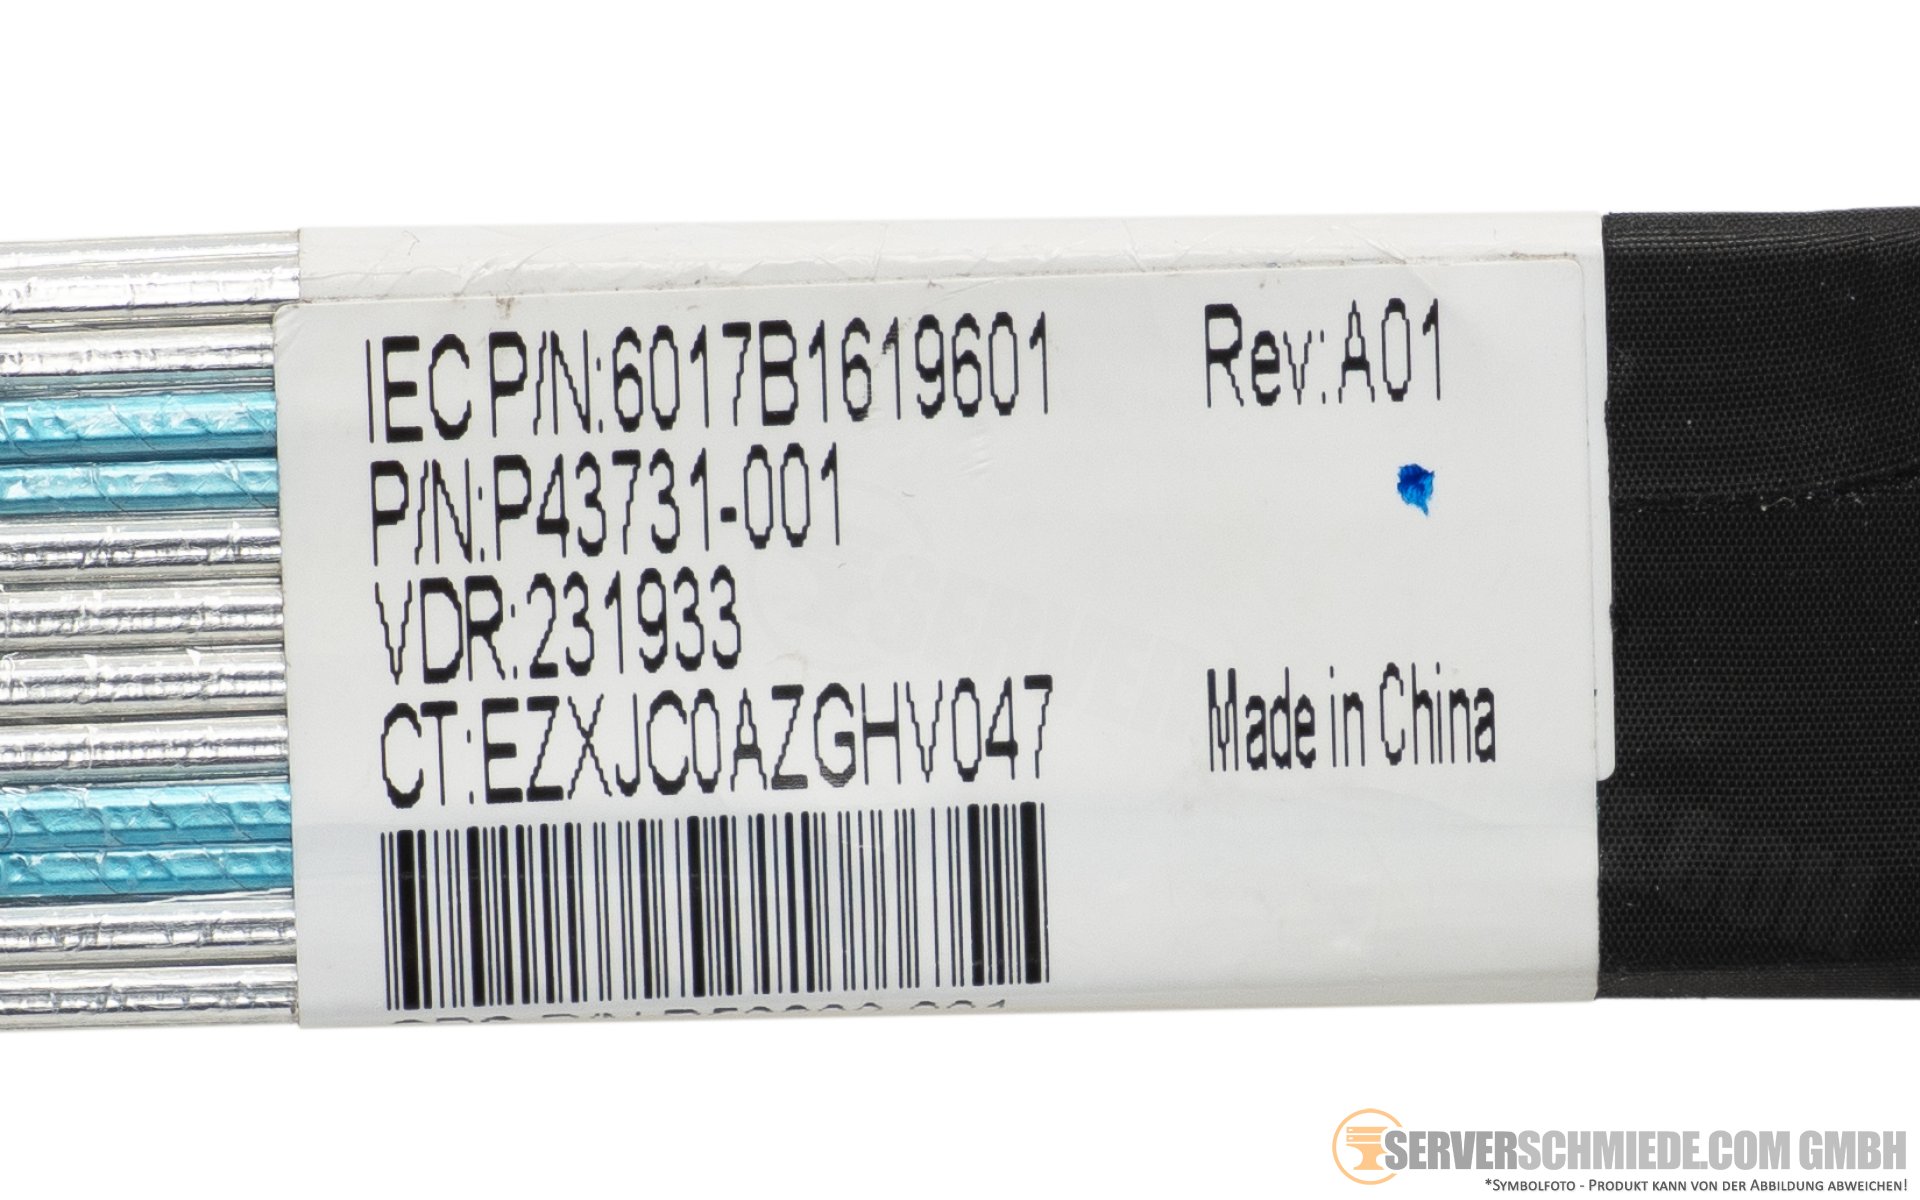 IEC P/N:6017B1619601 Rev:A01
P/N:P43731-001
VDR:231933
CT:EZXJC0AZGHV047 Made in China
SERVERSCHMIEDE.COM GMBH
*SYMBOLFOTO - PRODUKT KANN VON DER ABBILDUNG ABWEICHEN!